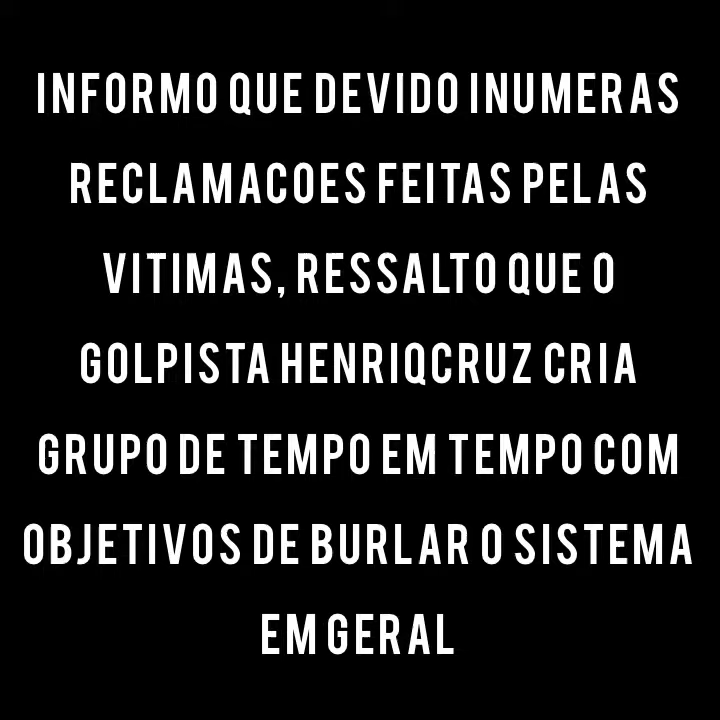 INFORMO QUE DEVIDO INUMERAS
RECLAMACOES FEITAS PELAS
VITIMAS, RESSALTO QUE O
GOLPISTA HENRIQCRUZ CRIA
GRUPO DE TEMPO EM TEMPO COM
OBJETIVOS DE BURLAR O SISTEMA
EM GERAL